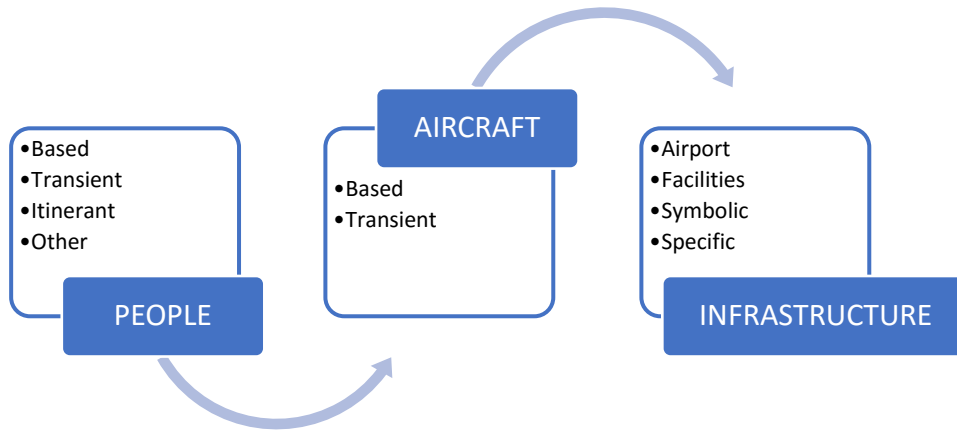 •Based
•Transient
•Itinerant
•Other
PEOPLE
AIRCRAFT
•Based
•Transient
•Airport
•Facilities
•Symbolic
•Specific
INFRASTRUCTURE